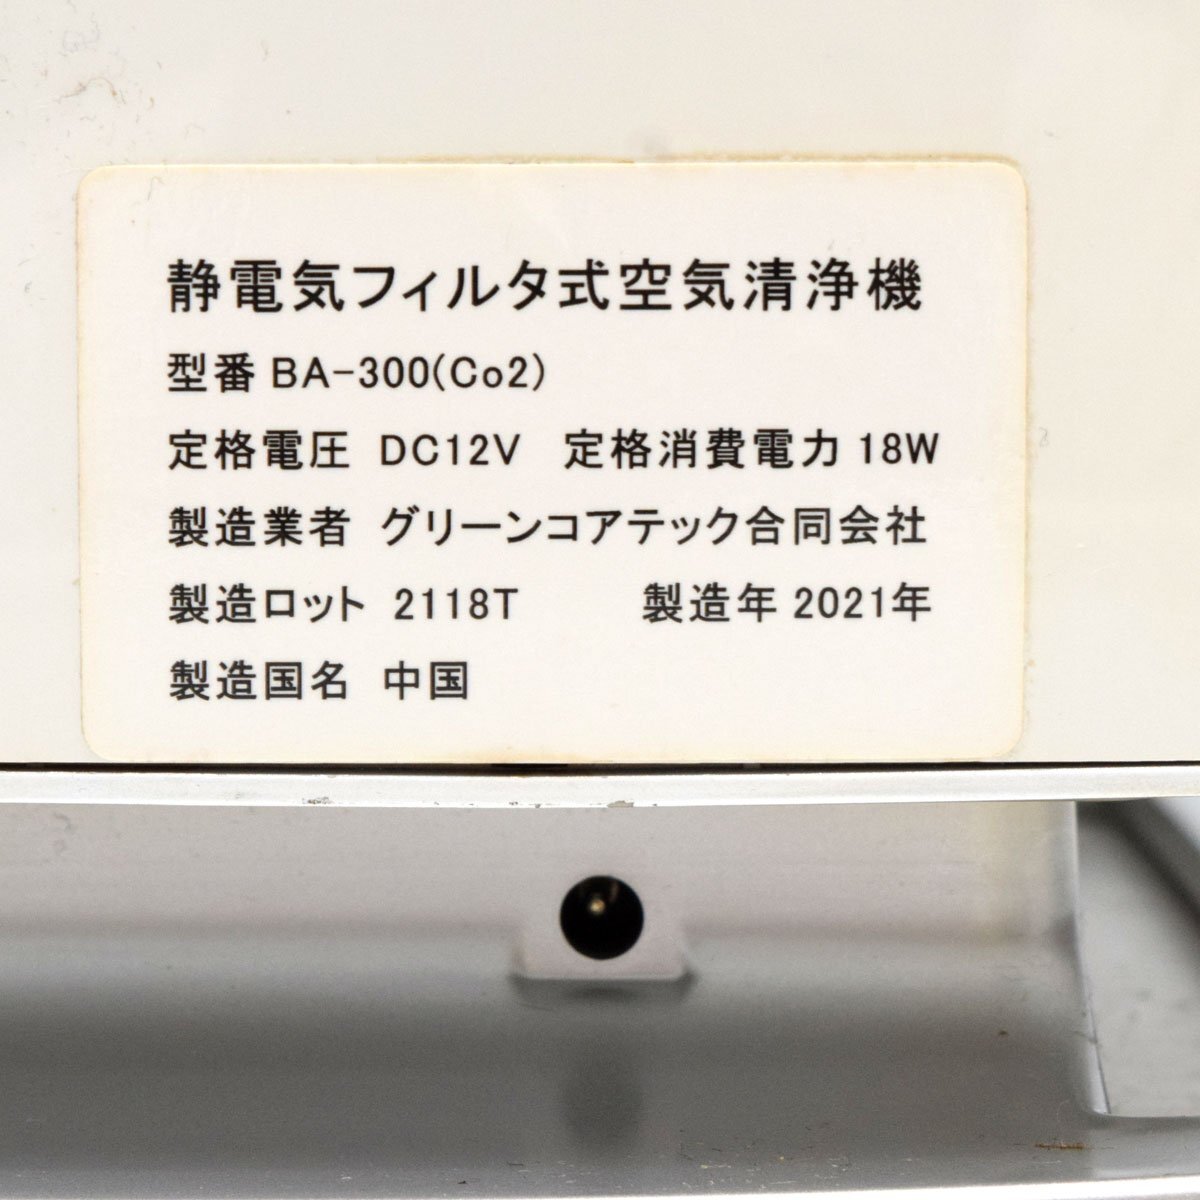 静電気フィルタ式空気清浄機
型番 BA-300(Co2)
定格電圧 DC12V 定格消費電力 18W
製造業者 グリーンコアテック合同会社
製造ロット 2118T 製造年 2021年
製造国名 中国